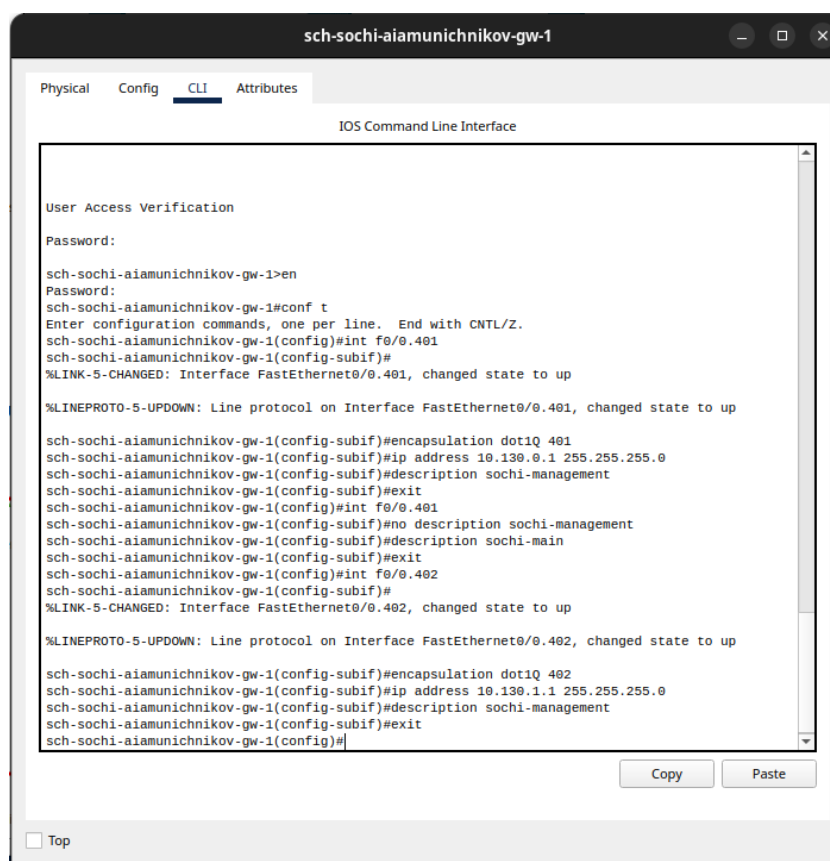 sch-sochi-aiamunichnikov-gw-1
Physical Config CLI Attributes
IOS Command Line Interface
User Access Verification
Password:
sch-sochi-aiamunichnikov-gw-1>en
Password:
sch-sochi-aiamunichnikov-gw-1#conf t
Enter configuration commands, one per line.  End with CNTL/Z.
sch-sochi-aiamunichnikov-gw-1(config)#int f0/0.401
sch-sochi-aiamunichnikov-gw-1(config-subif)#
%LINK-5-CHANGED: Interface FastEthernet0/0.401, changed state to up
%LINEPROTO-5-UPDOWN: Line protocol on Interface FastEthernet0/0.401, changed state to up
sch-sochi-aiamunichnikov-gw-1(config-subif)#encapsulation dot1Q 401
sch-sochi-aiamunichnikov-gw-1(config-subif)#ip address 10.130.0.1 255.255.255.0
sch-sochi-aiamunichnikov-gw-1(config-subif)#description sochi-management
sch-sochi-aiamunichnikov-gw-1(config-subif)#exit
sch-sochi-aiamunichnikov-gw-1(config)#int f0/0.401
sch-sochi-aiamunichnikov-gw-1(config-subif)#no description sochi-management
sch-sochi-aiamunichnikov-gw-1(config-subif)#description sochi-main
sch-sochi-aiamunichnikov-gw-1(config-subif)#exit
sch-sochi-aiamunichnikov-gw-1(config)#int f0/0.402
sch-sochi-aiamunichnikov-gw-1(config-subif)#
%LINK-5-CHANGED: Interface FastEthernet0/0.402, changed state to up
%LINEPROTO-5-UPDOWN: Line protocol on Interface FastEthernet0/0.402, changed state to up
sch-sochi-aiamunichnikov-gw-1(config-subif)#encapsulation dot1Q 402
sch-sochi-aiamunichnikov-gw-1(config-subif)#ip address 10.130.1.1 255.255.255.0
sch-sochi-aiamunichnikov-gw-1(config-subif)#description sochi-management
sch-sochi-aiamunichnikov-gw-1(config-subif)#exit
sch-sochi-aiamunichnikov-gw-1(config)#
Copy Paste
Top